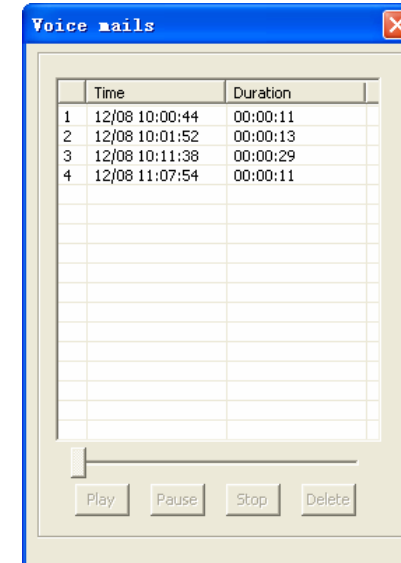 Voice mails
Time Duration
1 12/08 10:00:44 00:00:11
2 12/08 10:01:52 00:00:13
3 12/08 10:11:38 00:00:29
4 12/08 11:07:54 00:00:11
Play Pause Stop Delete